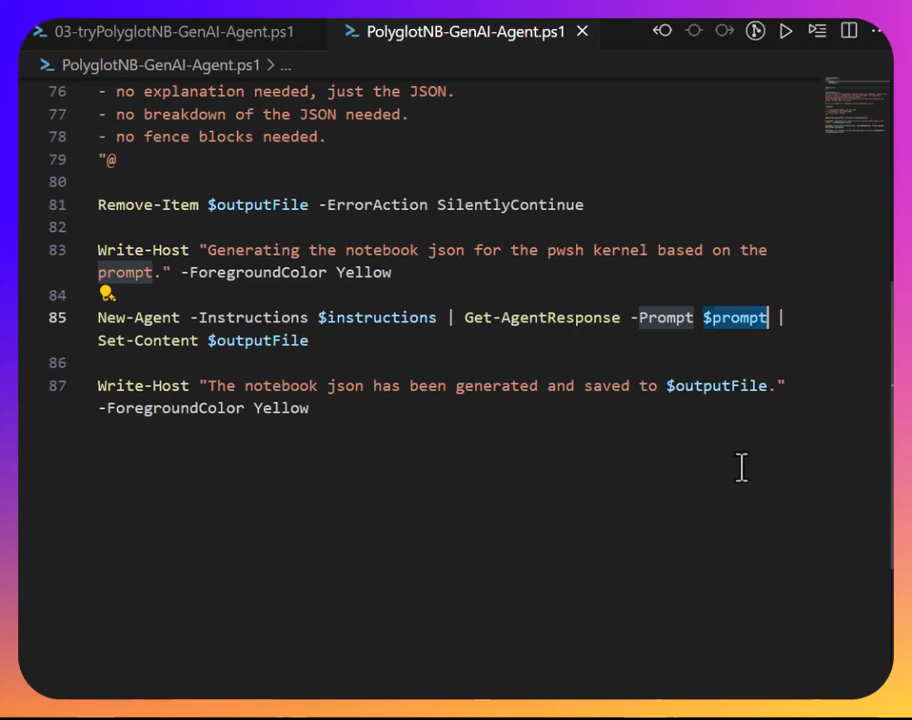 03-tryPolyglotNB-GenAI-Agent.ps1
PolyglotNB-GenAI-Agent.ps1
PolyglotNB-GenAI-Agent.ps1 > ...
76 - no explanation needed, just the JSON.
77 - no breakdown of the JSON needed.
78 - no fence blocks needed.
79 "@
80
81 Remove-Item $outputFile -ErrorAction SilentlyContinue
82
83 Write-Host "Generating the notebook json for the pwsh kernel based on the
prompt." -ForegroundColor Yellow
84
85 New-Agent -Instructions $instructions | Get-AgentResponse -Prompt $prompt |
Set-Content $outputFile
86
87 Write-Host "The notebook json has been generated and saved to $outputFile."
-ForegroundColor Yellow